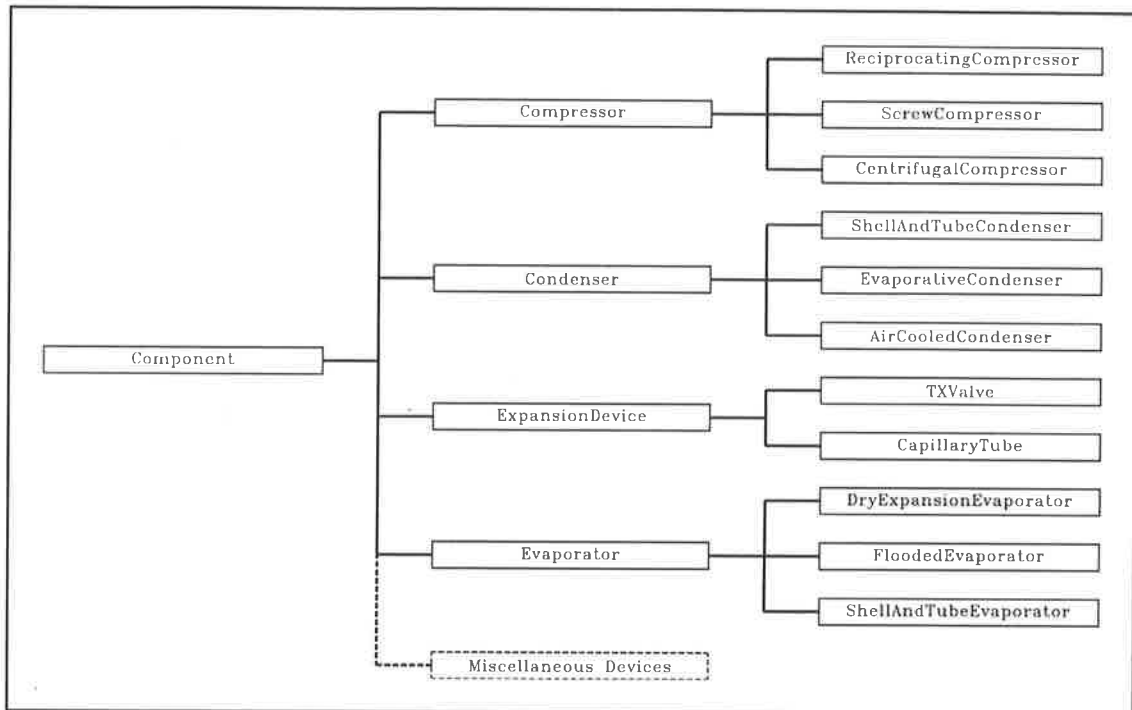 ReciprocatingCompressor
Compressor
ScrewCompressor
CentrifugalCompressor
ShellAndTubeCondenser
Condenser
EvaporativeCondenser
AirCooledCondenser
Component
TXValve
ExpansionDevice
CapillaryTube
DryExpansionEvaporator
Evaporator
FloodedEvaporator
ShellAndTubeEvaporator
Miscellaneous Devices